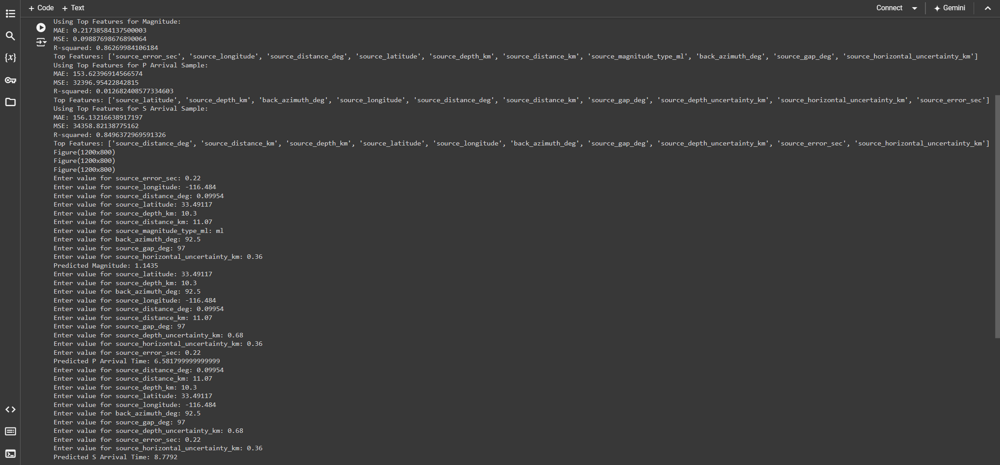 + Code + Text
Connect
Gemini
Using Top Features for Magnitude:
MAE: 0.21738584137500003
MSE: 0.09887698676890064
R-squared: 0.86269984106184
Top Features: ['source_error_sec', 'source_longitude', 'source_distance_deg', 'source_latitude', 'source_depth_km', 'source_distance_km', 'source_magnitude_type_ml', 'back_azimuth_deg', 'source_gap_deg', 'source_horizontal_uncertainty_km']
Using Top Features for P Arrival Sample:
MAE: 153.62396914566574
MSE: 32396.95422842815
R-squared: 0.012682408577334603
Top Features: ['source_latitude', 'source_depth_km', 'back_azimuth_deg', 'source_longitude', 'source_distance_deg', 'source_distance_km', 'source_gap_deg', 'source_depth_uncertainty_km', 'source_horizontal_uncertainty_km', 'source_error_sec']
Using Top Features for S Arrival Sample:
MAE: 156.13216638917197
MSE: 34358.82138775162
R-squared: 0.8496372969591326
Top Features: ['source_distance_deg', 'source_distance_km', 'source_depth_km', 'source_latitude', 'source_longitude', 'back_azimuth_deg', 'source_gap_deg', 'source_depth_uncertainty_km', 'source_error_sec', 'source_horizontal_uncertainty_km']
Figure(1200x800)
Figure(1200x800)
Figure(1200x800)
Enter value for source_error_sec: 0.22
Enter value for source_longitude: -116.484
Enter value for source_distance_deg: 0.09954
Enter value for source_latitude: 33.49117
Enter value for source_depth_km: 10.3
Enter value for source_distance_km: 11.07
Enter value for source_magnitude_type_ml: ml
Enter value for back_azimuth_deg: 92.5
Enter value for source_gap_deg: 97
Enter value for source_horizontal_uncertainty_km: 0.36
Predicted Magnitude: 1.1435
Enter value for source_latitude: 33.49117
Enter value for source_depth_km: 10.3
Enter value for back_azimuth_deg: 92.5
Enter value for source_longitude: -116.484
Enter value for source_distance_deg: 0.09954
Enter value for source_distance_km: 11.07
Enter value for source_gap_deg: 97
Enter value for source_depth_uncertainty_km: 0.68
Enter value for source_horizontal_uncertainty_km: 0.36
Enter value for source_error_sec: 0.22
Predicted P Arrival Time: 6.581799999999999
Enter value for source_distance_deg: 0.09954
Enter value for source_distance_km: 11.07
Enter value for source_depth_km: 10.3
Enter value for source_latitude: 33.49117
Enter value for source_longitude: -116.484
Enter value for back_azimuth_deg: 92.5
Enter value for source_gap_deg: 97
Enter value for source_depth_uncertainty_km: 0.68
Enter value for source_error_sec: 0.22
Enter value for source_horizontal_uncertainty_km: 0.36
Predicted S Arrival Time: 8.7792